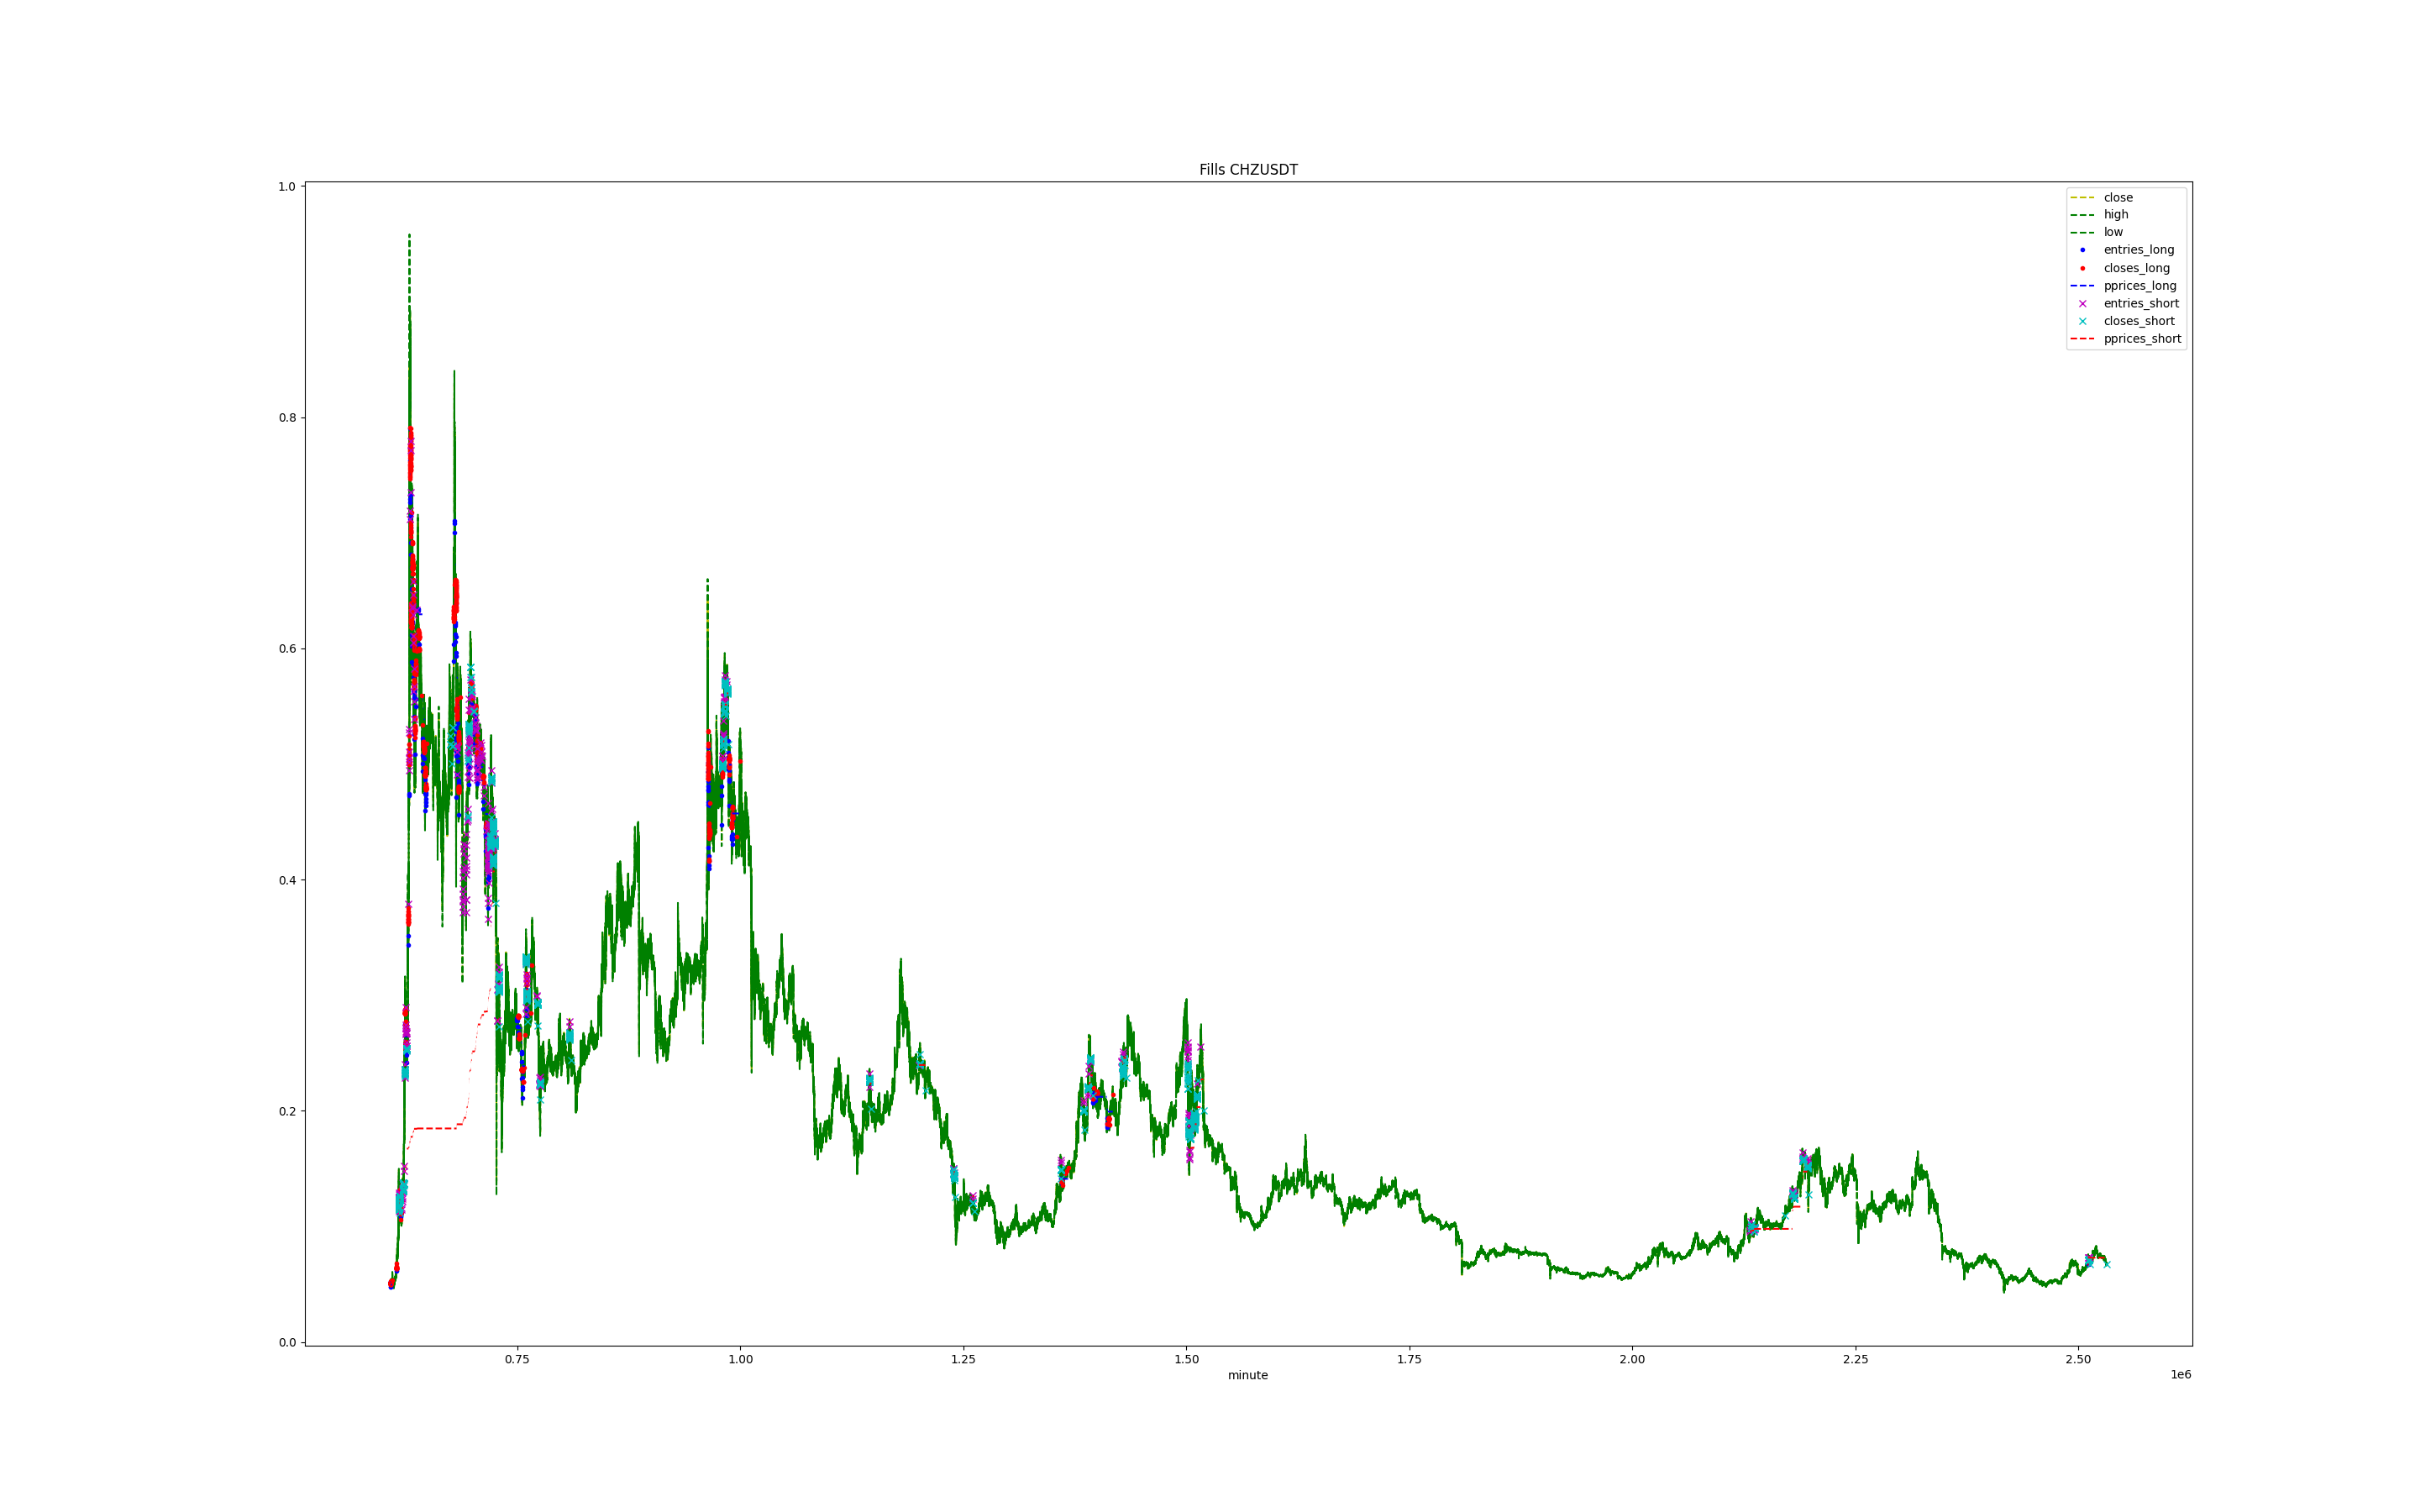 Fills CHZUSDT
1.0
0.8
0.6
0.4
0.2
0.0
close
high
low
entries_long
closes_long
pprices_long
entries_short
closes_short
pprices_short
0.75 1.00 1.25 1.50 1.75 2.00 2.25 2.50
minute
1e6